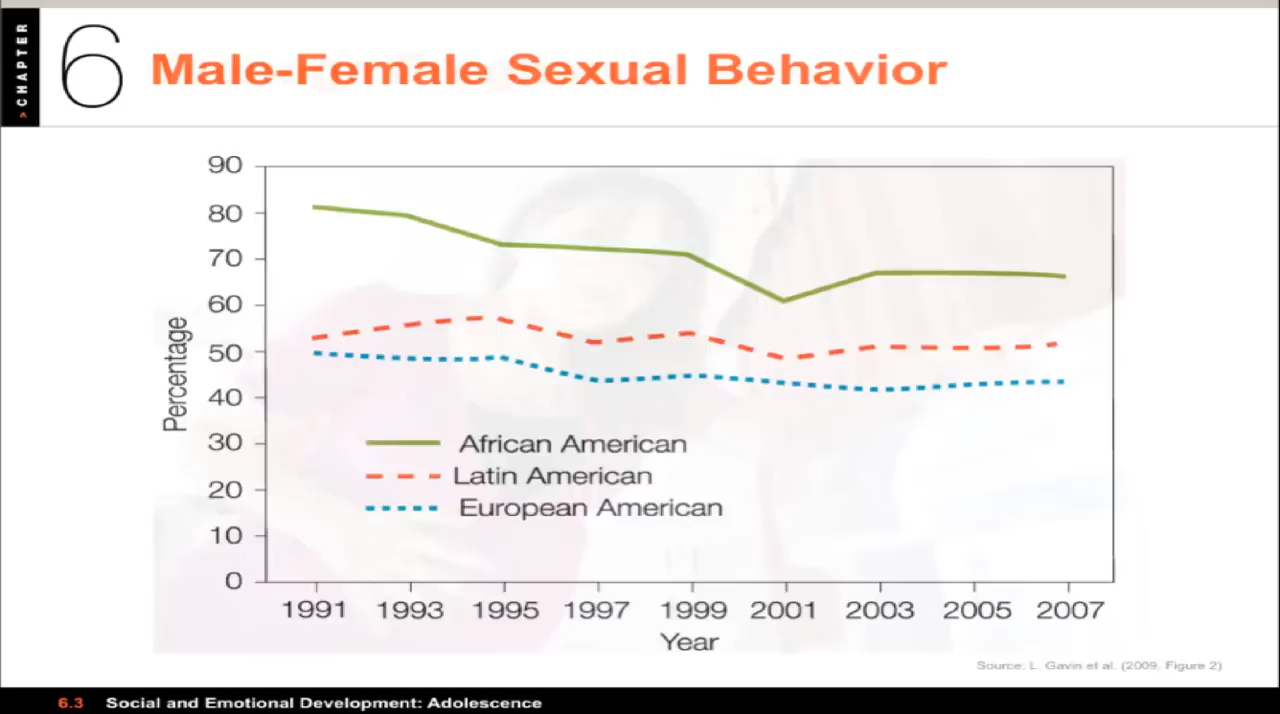 > CHAPTER
6
Male-Female Sexual Behavior
90
80
70
60
50
40
30
20
10
0
Percentage
African American
Latin American
European American
1991 1993 1995 1997 1999 2001 2003 2005 2007
Year
Source: L. Gavin et al. (2009, Figure 2)
6.3 Social and Emotional Development: Adolescence